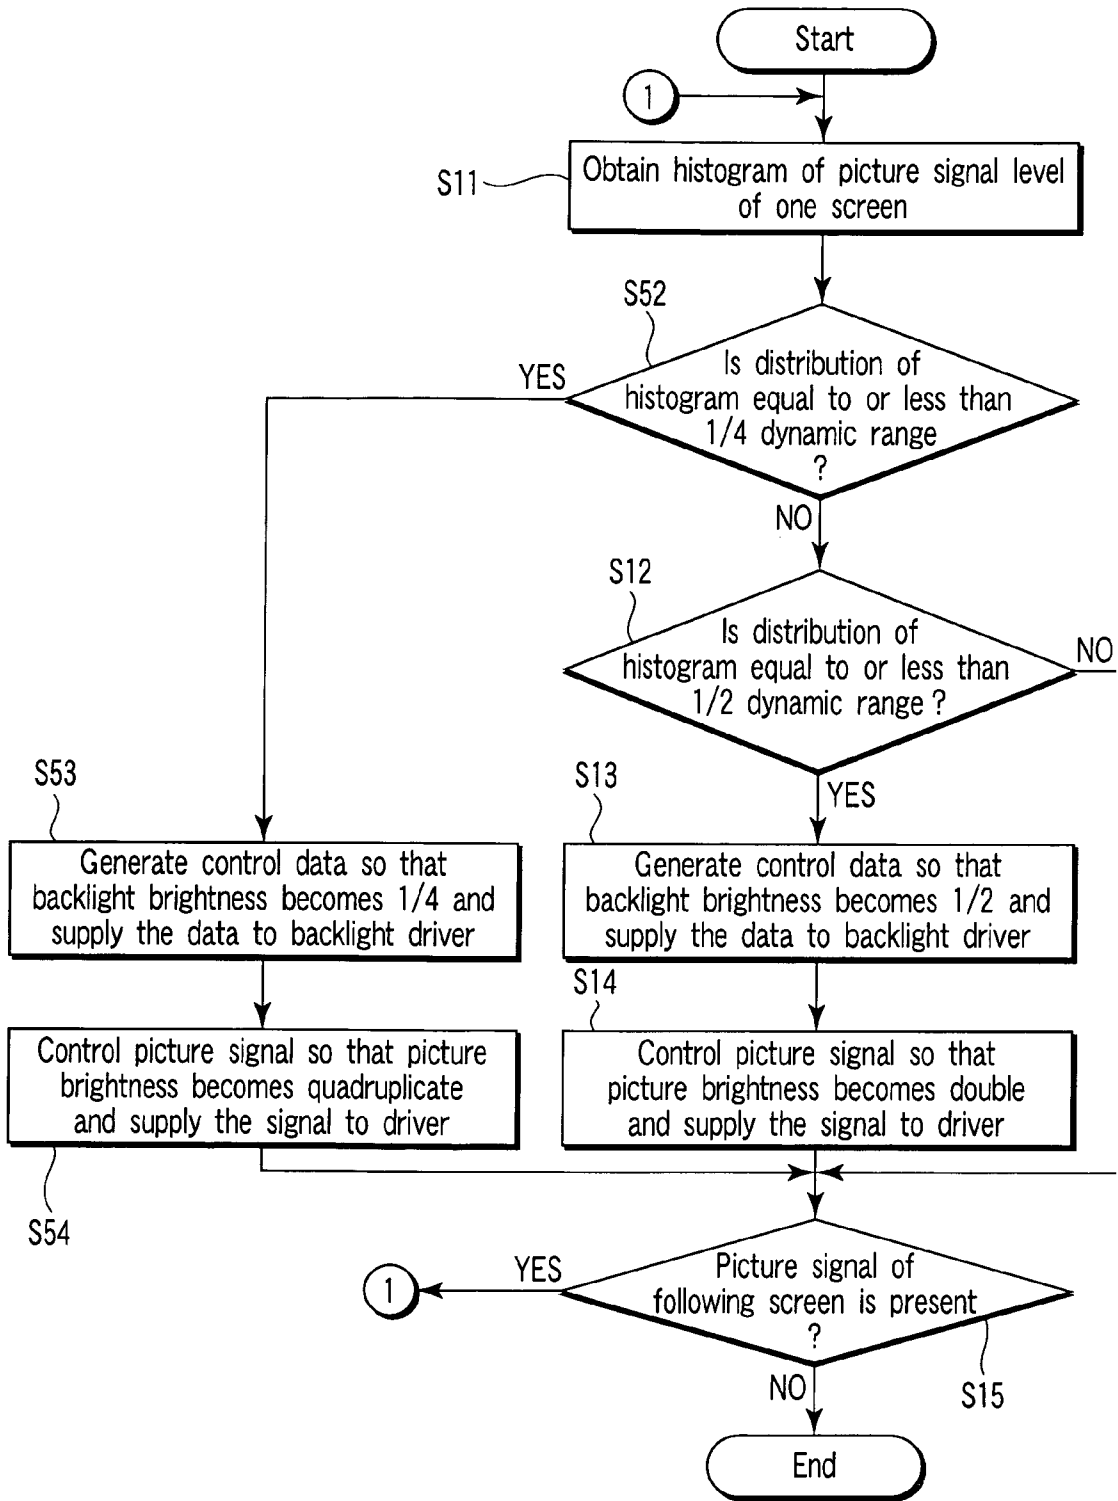 Start
1
S11
Obtain histogram of picture signal level
of one screen
S52
Is distribution of
histogram equal to or less than
1/4 dynamic range
?
YES
NO
S12
Is distribution of
histogram equal to or less than
1/2 dynamic range ?
NO
YES
S53
Generate control data so that
backlight brightness becomes 1/4 and
supply the data to backlight driver
S13
Generate control data so that
backlight brightness becomes 1/2 and
supply the data to backlight driver
Control picture signal so that picture
brightness becomes quadruplicate
and supply the signal to driver
S54
S14
Control picture signal so that
picture brightness becomes double
and supply the signal to driver
Picture signal of
following screen is present
?
S15
YES
1
NO
End